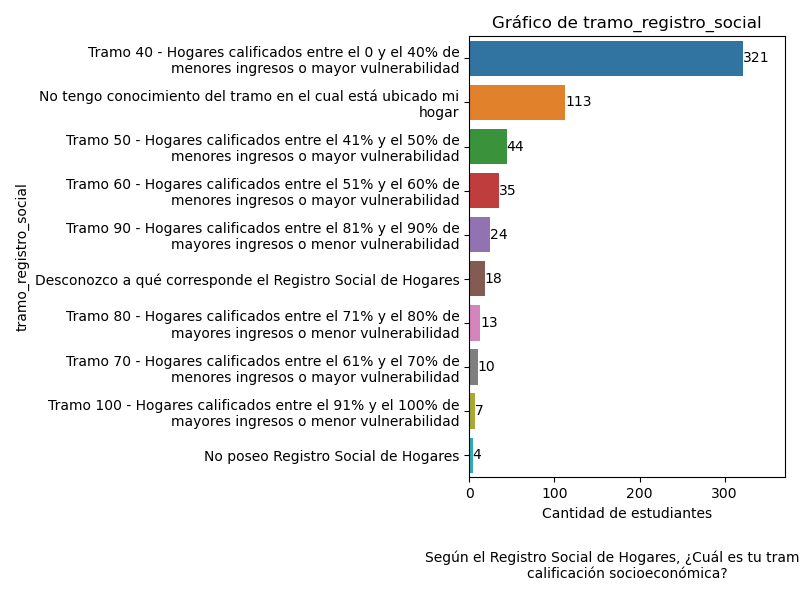 Gráfico de tramo_registro_social
Tramo 40 - Hogares calificados entre el 0 y el 40% de
menores ingresos o mayor vulnerabilidad
321
No tengo conocimiento del tramo en el cual está ubicado mi
hogar
113
Tramo 50 - Hogares calificados entre el 41% y el 50% de
menores ingresos o mayor vulnerabilidad
44
Tramo 60 - Hogares calificados entre el 51% y el 60% de
menores ingresos o mayor vulnerabilidad
35
Tramo 90 - Hogares calificados entre el 81% y el 90% de
mayores ingresos o menor vulnerabilidad
24
Desconozco a qué corresponde el Registro Social de Hogares
18
Tramo 80 - Hogares calificados entre el 71% y el 80% de
mayores ingresos o menor vulnerabilidad
13
Tramo 70 - Hogares calificados entre el 61% y el 70% de
menores ingresos o mayor vulnerabilidad
10
Tramo 100 - Hogares calificados entre el 91% y el 100% de
mayores ingresos o menor vulnerabilidad
7
No poseo Registro Social de Hogares
4
tramo_registro_social
0 100 200 300
Cantidad de estudiantes
Según el Registro Social de Hogares, ¿Cuál es tu tram
calificación socioeconómica?